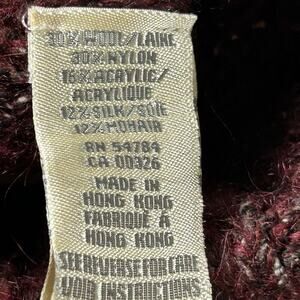 30% WOOL/LAINE
30% NYLON
16% ACRYLIC/
ACRYLIQUE
12% SILK/SOIE
12% MOHAIR
RN 54784
CA 00326
MADE IN
HONG KONG
FABRIQUÉ À
HONG KONG
SEE REVERSE FOR CARE
VOID INSTRUCTIONS